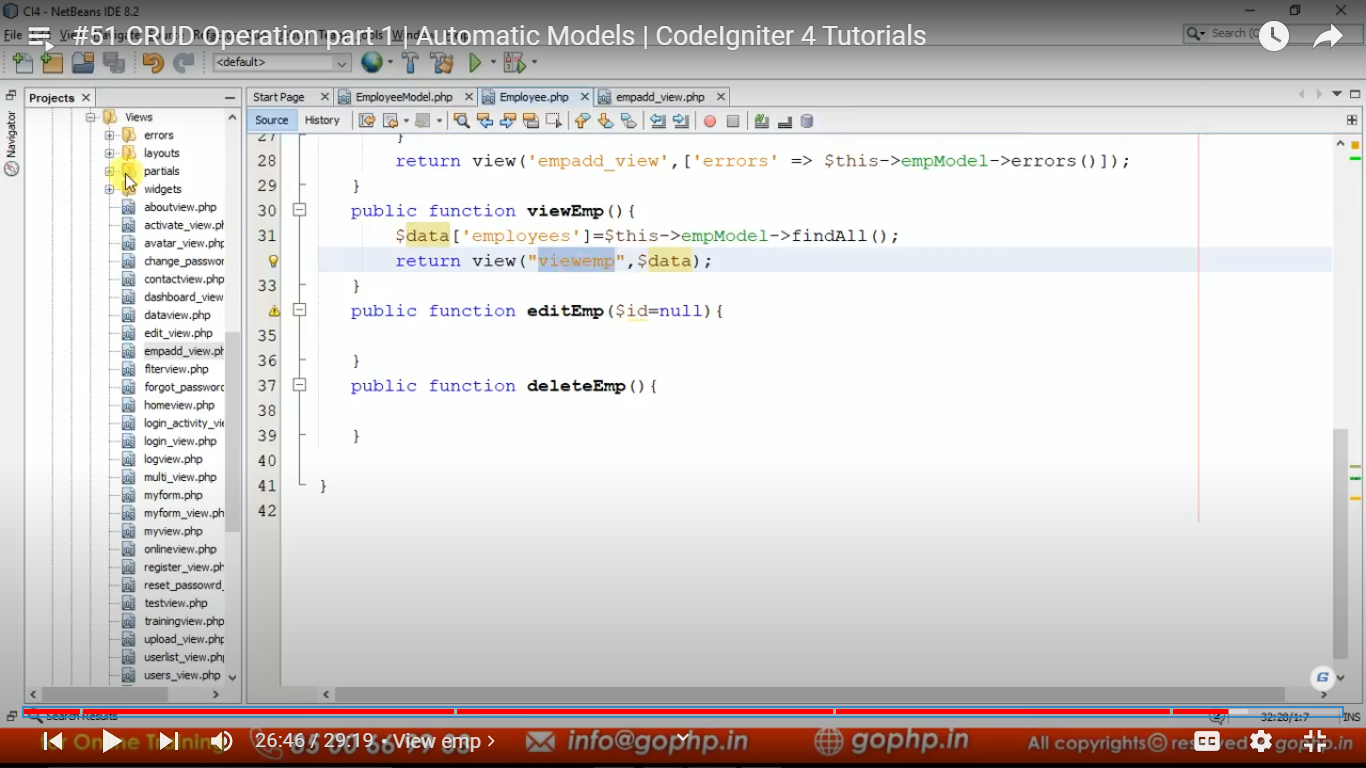 CI4 - NetBeans IDE 8.2
#51 CRUD Operation part 1 | Automatic Models | CodeIgniter 4 Tutorials
File
Search (C
<default>
Projects
Start Page
EmployeeModel.php
Employee.php
empadd_view.php
Navigator
Source
History
Views
errors
layouts
partials
widgets
aboutview.php
activate_view.ph
avatar_view.php
change_passwor
contactview.php
dashboard_view
dataview.php
edit_view.php
empadd_view.ph
flterview.php
forgot_password
homeview.php
login_activity_vie
login_view.php
logview.php
multi_view.php
myform.php
myform_view.ph
myview.php
onlineview.php
register_view.php
reset_passowrd_
testview.php
trainingview.php
upload_view.php
userlist_view.php
users_view.php
27 }
28 return view('empadd_view',['errors' => $this->empModel->errors()]);
29 }
30 public function viewEmp(){
31 $data['employees']=$this->empModel->findAll();
return view("viewemp",$data);
33 }
public function editEmp($id=null){
35
36 }
37 public function deleteEmp(){
38
39 }
40
41 }
42
Search Results
32:28/1:7
INS
for Online Training
26:46 / 29:19 • View emp >
info@gophp.in
gophp.in
All copyrights© reserved
gophp.in
CC